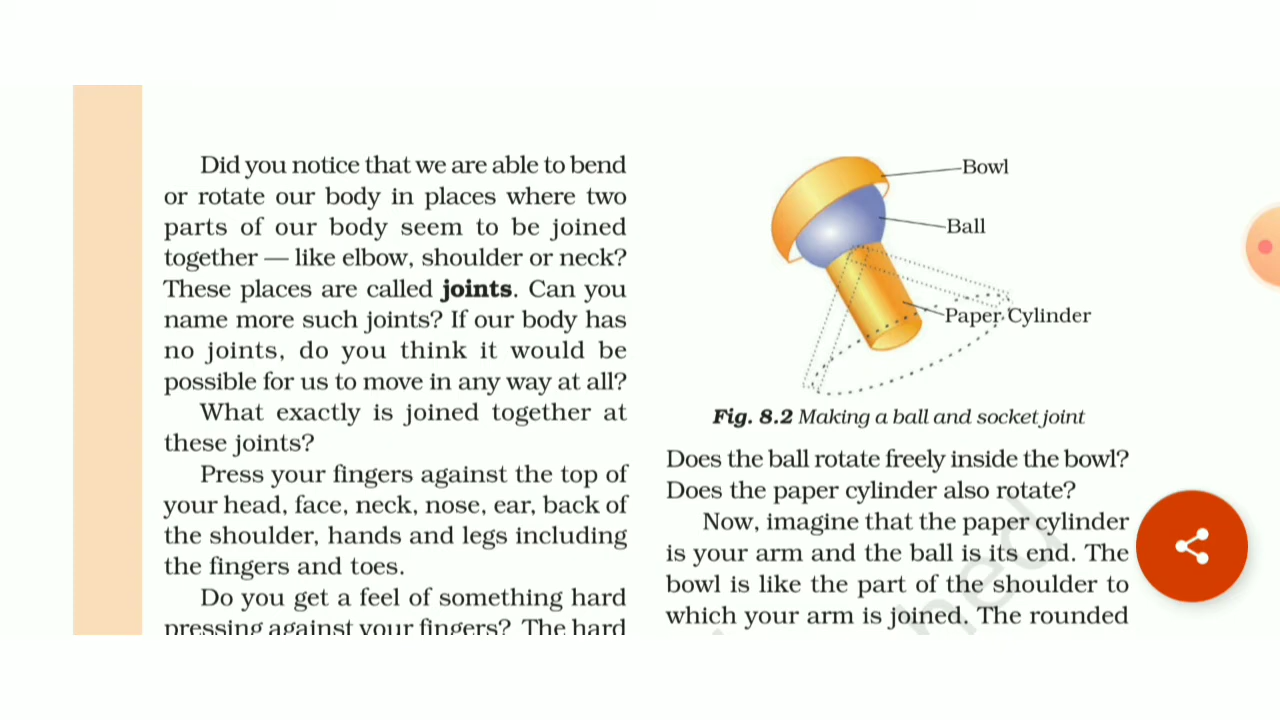 Did you notice that we are able to bend
or rotate our body in places where two
parts of our body seem to be joined
together — like elbow, shoulder or neck?
These places are called joints. Can you
name more such joints? If our body has
no joints, do you think it would be
possible for us to move in any way at all?
What exactly is joined together at
these joints?
Press your fingers against the top of
your head, face, neck, nose, ear, back of
the shoulder, hands and legs including
the fingers and toes.
Do you get a feel of something hard
pressing against your fingers? The hard
Bowl
Ball
Paper Cylinder
Fig. 8.2 Making a ball and socket joint
Does the ball rotate freely inside the bowl?
Does the paper cylinder also rotate?
Now, imagine that the paper cylinder
is your arm and the ball is its end. The
bowl is like the part of the shoulder to
which your arm is joined. The rounded